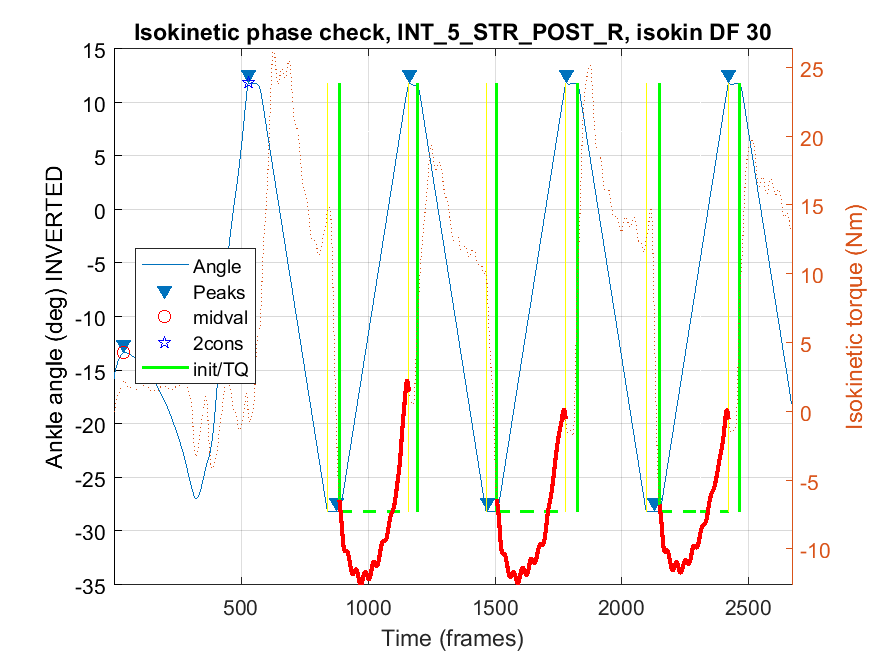 Isokinetic phase check, INT_5_STR_POST_R, isokin DF 30
Ankle angle (deg) INVERTED
15
10
5
0
-5
-10
-15
-20
-25
-30
-35
Angle
Peaks
midval
2cons
init/TQ
25
20
15
10
5
0
-5
-10
Isokinetic torque (Nm)
500
1000
1500
2000
2500
Time (frames)